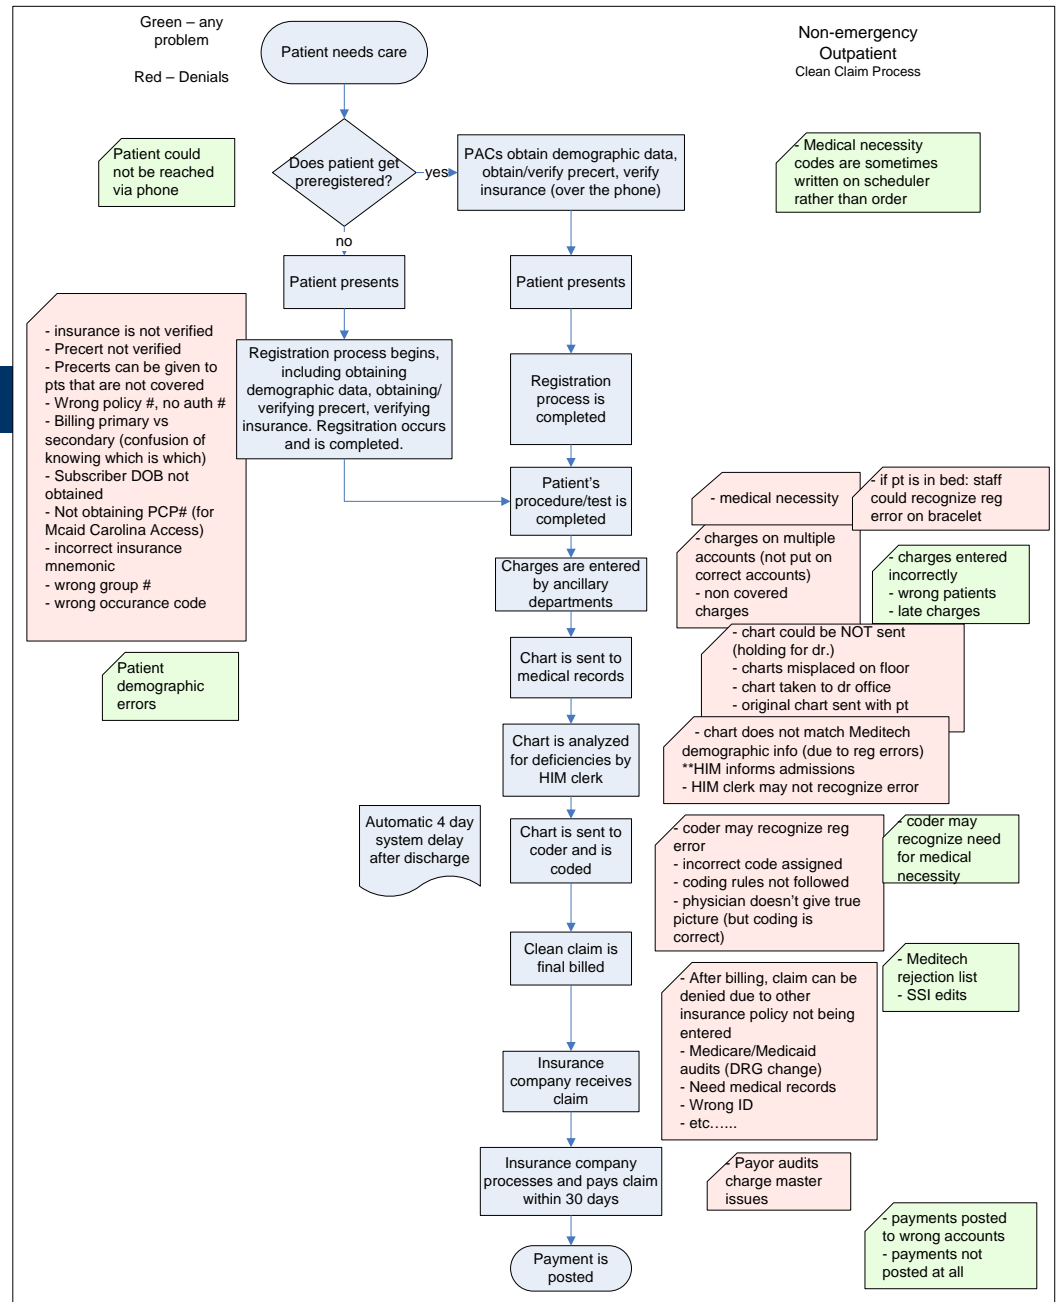 Green – any
problem
Red – Denials
Patient needs care
Non-emergency
Outpatient
Clean Claim Process
Patient could
not be reached
via phone
Does patient get
preregistered?
yes
PACs obtain demographic data,
obtain/verify precert, verify
insurance (over the phone)
- Medical necessity
codes are sometimes
written on scheduler
rather than order
no
Patient presents
Patient presents
- insurance is not verified
- Precert not verified
- Precerts can be given to
pts that are not covered
- Wrong policy #, no auth #
- Billing primary vs
secondary (confusion of
knowing which is which)
- Subscriber DOB not
obtained
- Not obtaining PCP# (for
Mcaid Carolina Access)
- incorrect insurance
mnemonic
- wrong group #
- wrong occurance code
Registration process begins,
including obtaining
demographic data, obtaining/
verifying precert, verifying
insurance. Regsitration occurs
and is completed.
Registration
process is
completed
Patient's
procedure/test is
completed
- medical necessity
- if pt is in bed: staff
could recognize reg
error on bracelet
Charges are entered
by ancillary
departments
- charges on multiple
accounts (not put on
correct accounts)
- non covered
charges
- charges entered
incorrectly
- wrong patients
- late charges
Patient
demographic
errors
Chart is sent to
medical records
- chart could be NOT sent
(holding for dr.)
- charts misplaced on floor
- chart taken to dr office
- original chart sent with pt
Chart is analyzed
for deficiencies by
HIM clerk
- chart does not match Meditech
demographic info (due to reg errors)
**HIM informs admissions
- HIM clerk may not recognize error
Automatic 4 day
system delay
after discharge
Chart is sent to
coder and is
coded
- coder may recognize reg
error
- incorrect code assigned
- coding rules not followed
- physician doesn't give true
picture (but coding is
correct)
- coder may
recognize need
for medical
necessity
Clean claim is
final billed
- Meditech
rejection list
- SSI edits
- After billing, claim can be
denied due to other
insurance policy not being
entered
- Medicare/Medicaid
audits (DRG change)
- Need medical records
- Wrong ID
- etc…...
Insurance
company receives
claim
Insurance company
processes and pays claim
within 30 days
- Payor audits
charge master
issues
- payments posted
to wrong accounts
- payments not
posted at all
Payment is
posted